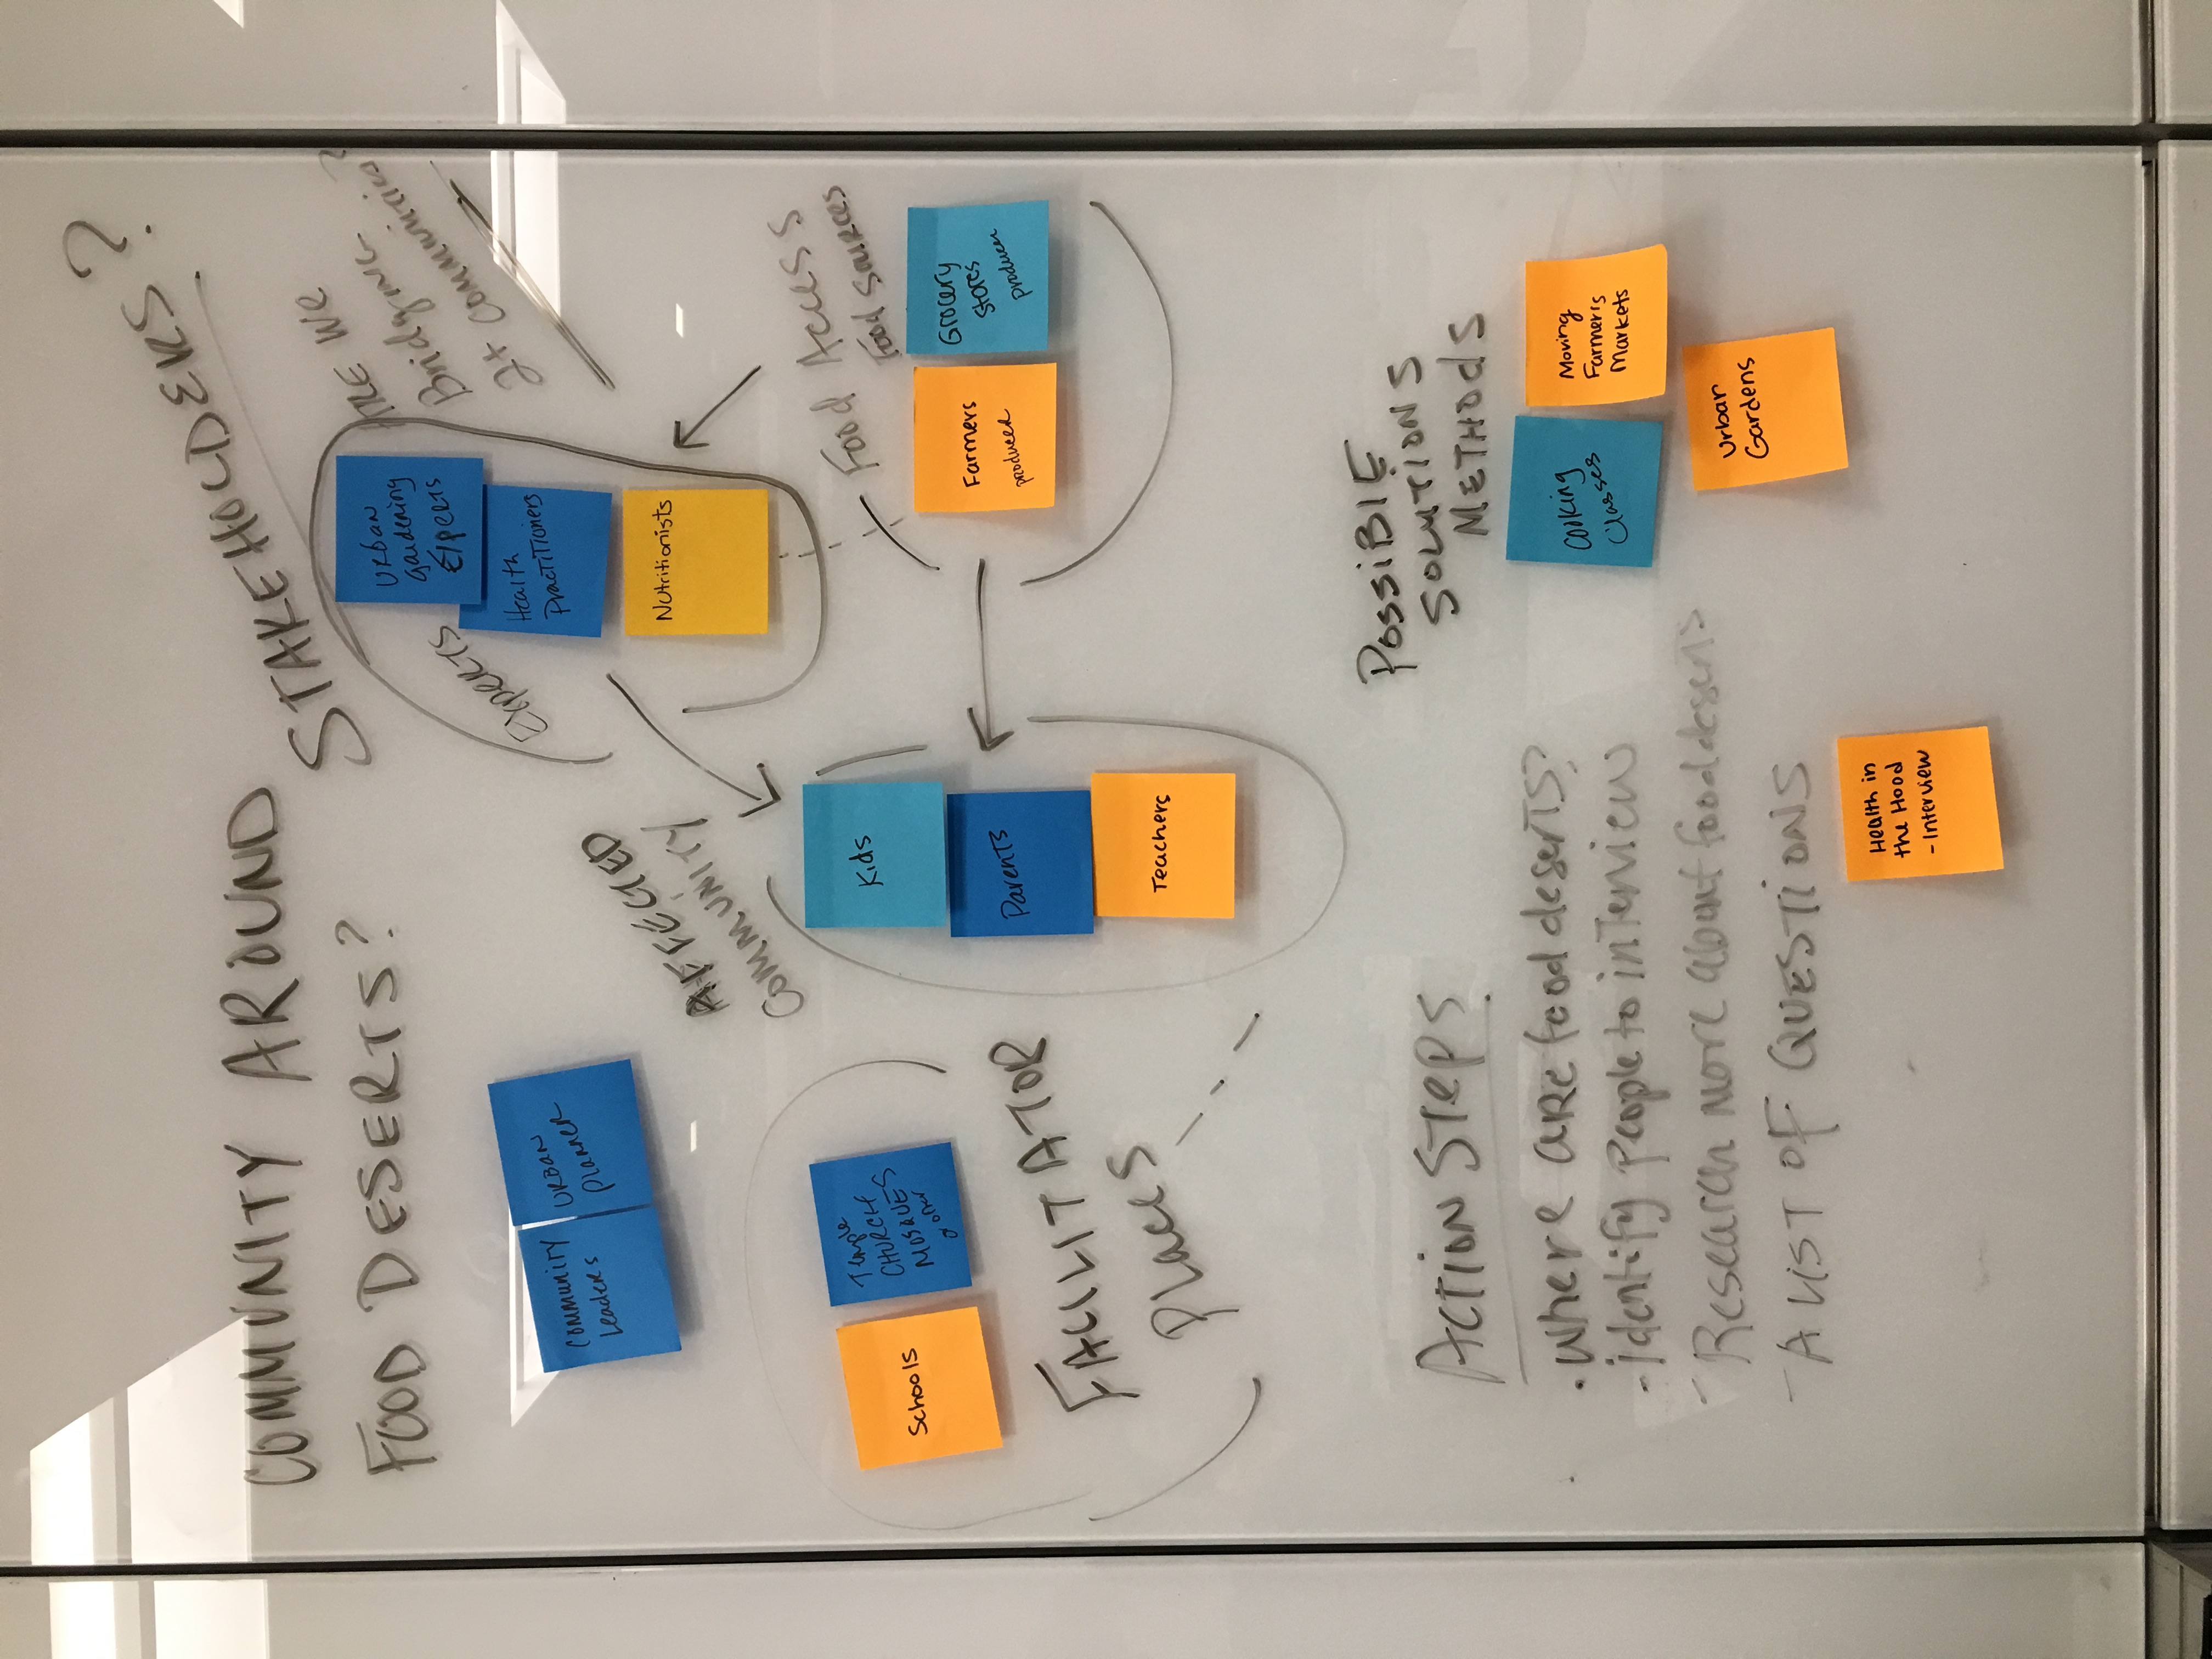 COMMUNITY AROUND
FOOD DESERTS?
STAKEHOLDERS?
ARE We
Bridging
2+ communities?
Experts
Urban
gardening
Experts
Health
Practitioners
Nutritionists
Community
Leaders
URBAN
Planner
AFFECTED
COMMUNITY
Kids
Parents
Teachers
Schools
Temple
CHURCH
MOSQUES
or other
FACILITATOR
Places
Food Access
Food Sources
Farmers
producer
Grocery
stores
producer
ACTION STEPS
. Where are food deserts?
- identify people to interview
- Research more about food deserts
- A LIST OF QUESTIONS
POSSIBLE
SOLUTIONS
METHODS
Cooking
Classes
Moving
Farmer's
Markets
Urban
Gardens
Health in
the Hood
- Interview